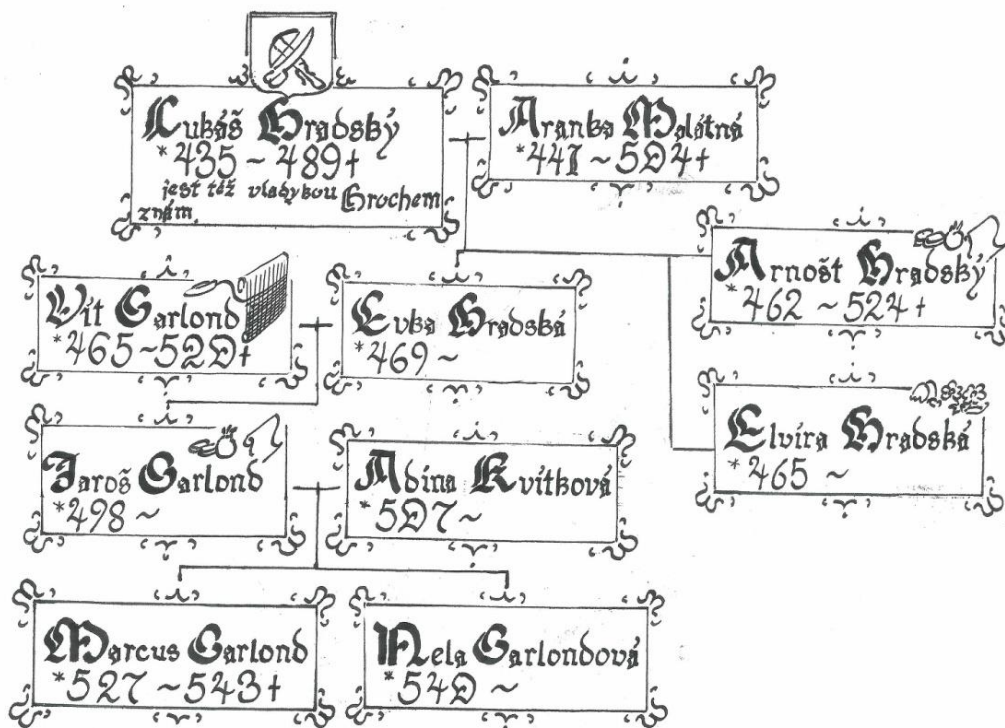 Lukáš Hradský
*435 ~ 489+
jest též vladykou Hrochem
znám
Aranka Malátná
*441 ~ 504+
Arnošt Hradský
*462 ~ 524+
Vít Garlond
*465 ~ 520+
Evka Hradská
*469 ~
Elvíra Hradská
*465 ~
Jaroš Garlond
*498 ~
Adina Kvítková
*507 ~
Marcus Garlond
*527 ~ 543+
Nela Garlondová
*540 ~